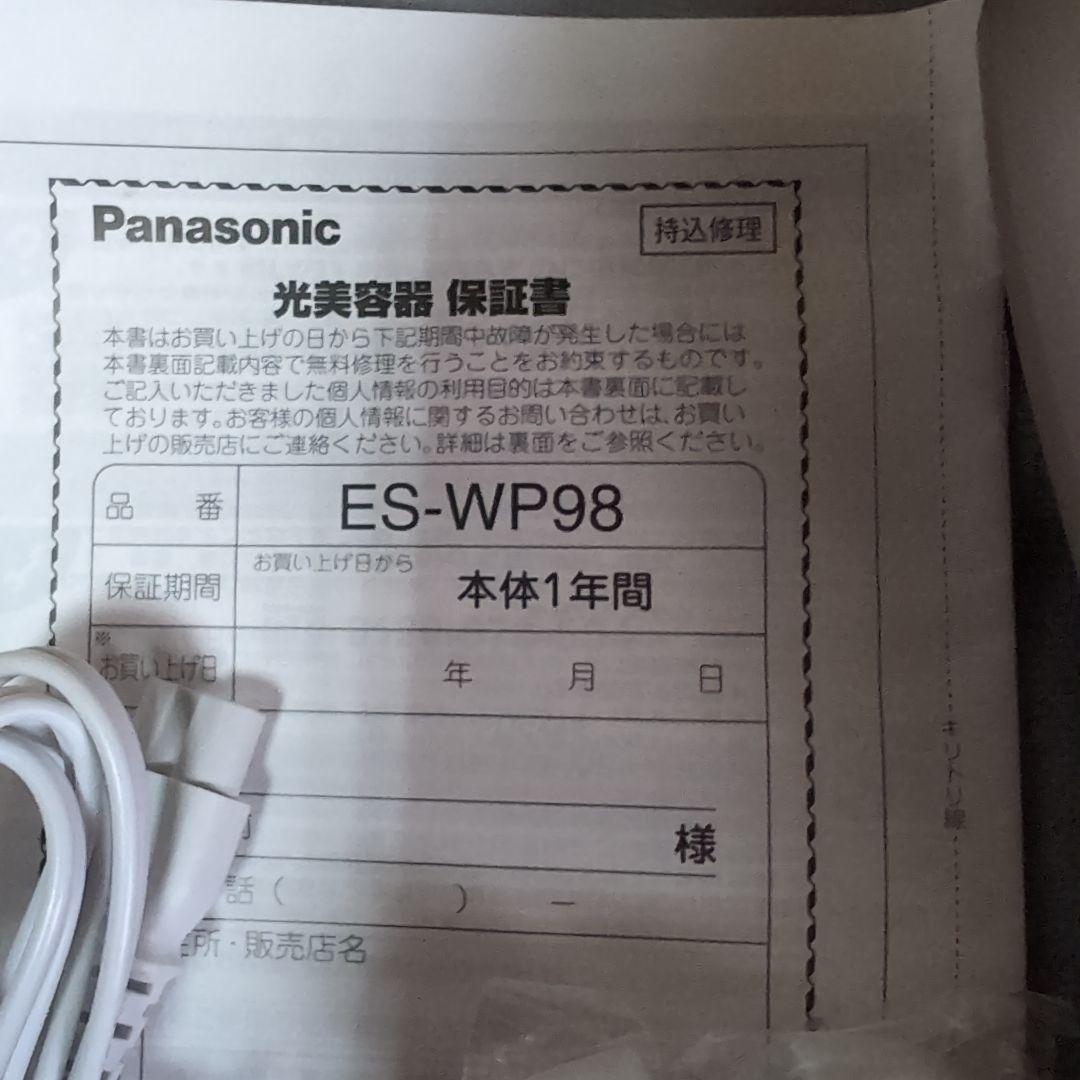 Panasonic
持込修理
光美容器 保証書
本書はお買い上げの日から下記期間中故障が発生した場合には
本書裏面記載内容で無料修理を行うことをお約束するものです。
ご記入いただきました個人情報の利用目的は本書裏面に記載し
ております。お客様の個人情報に関するお問い合わせは、お買い
上げの販売店にご連絡ください。詳細は裏面をご参照ください。
品 番 ES-WP98
保証期間 お買い上げ日から 本体1年間
※
お買い上げ日 年 月 日
様
話( ) ー
所・販売店名
キリトリ線